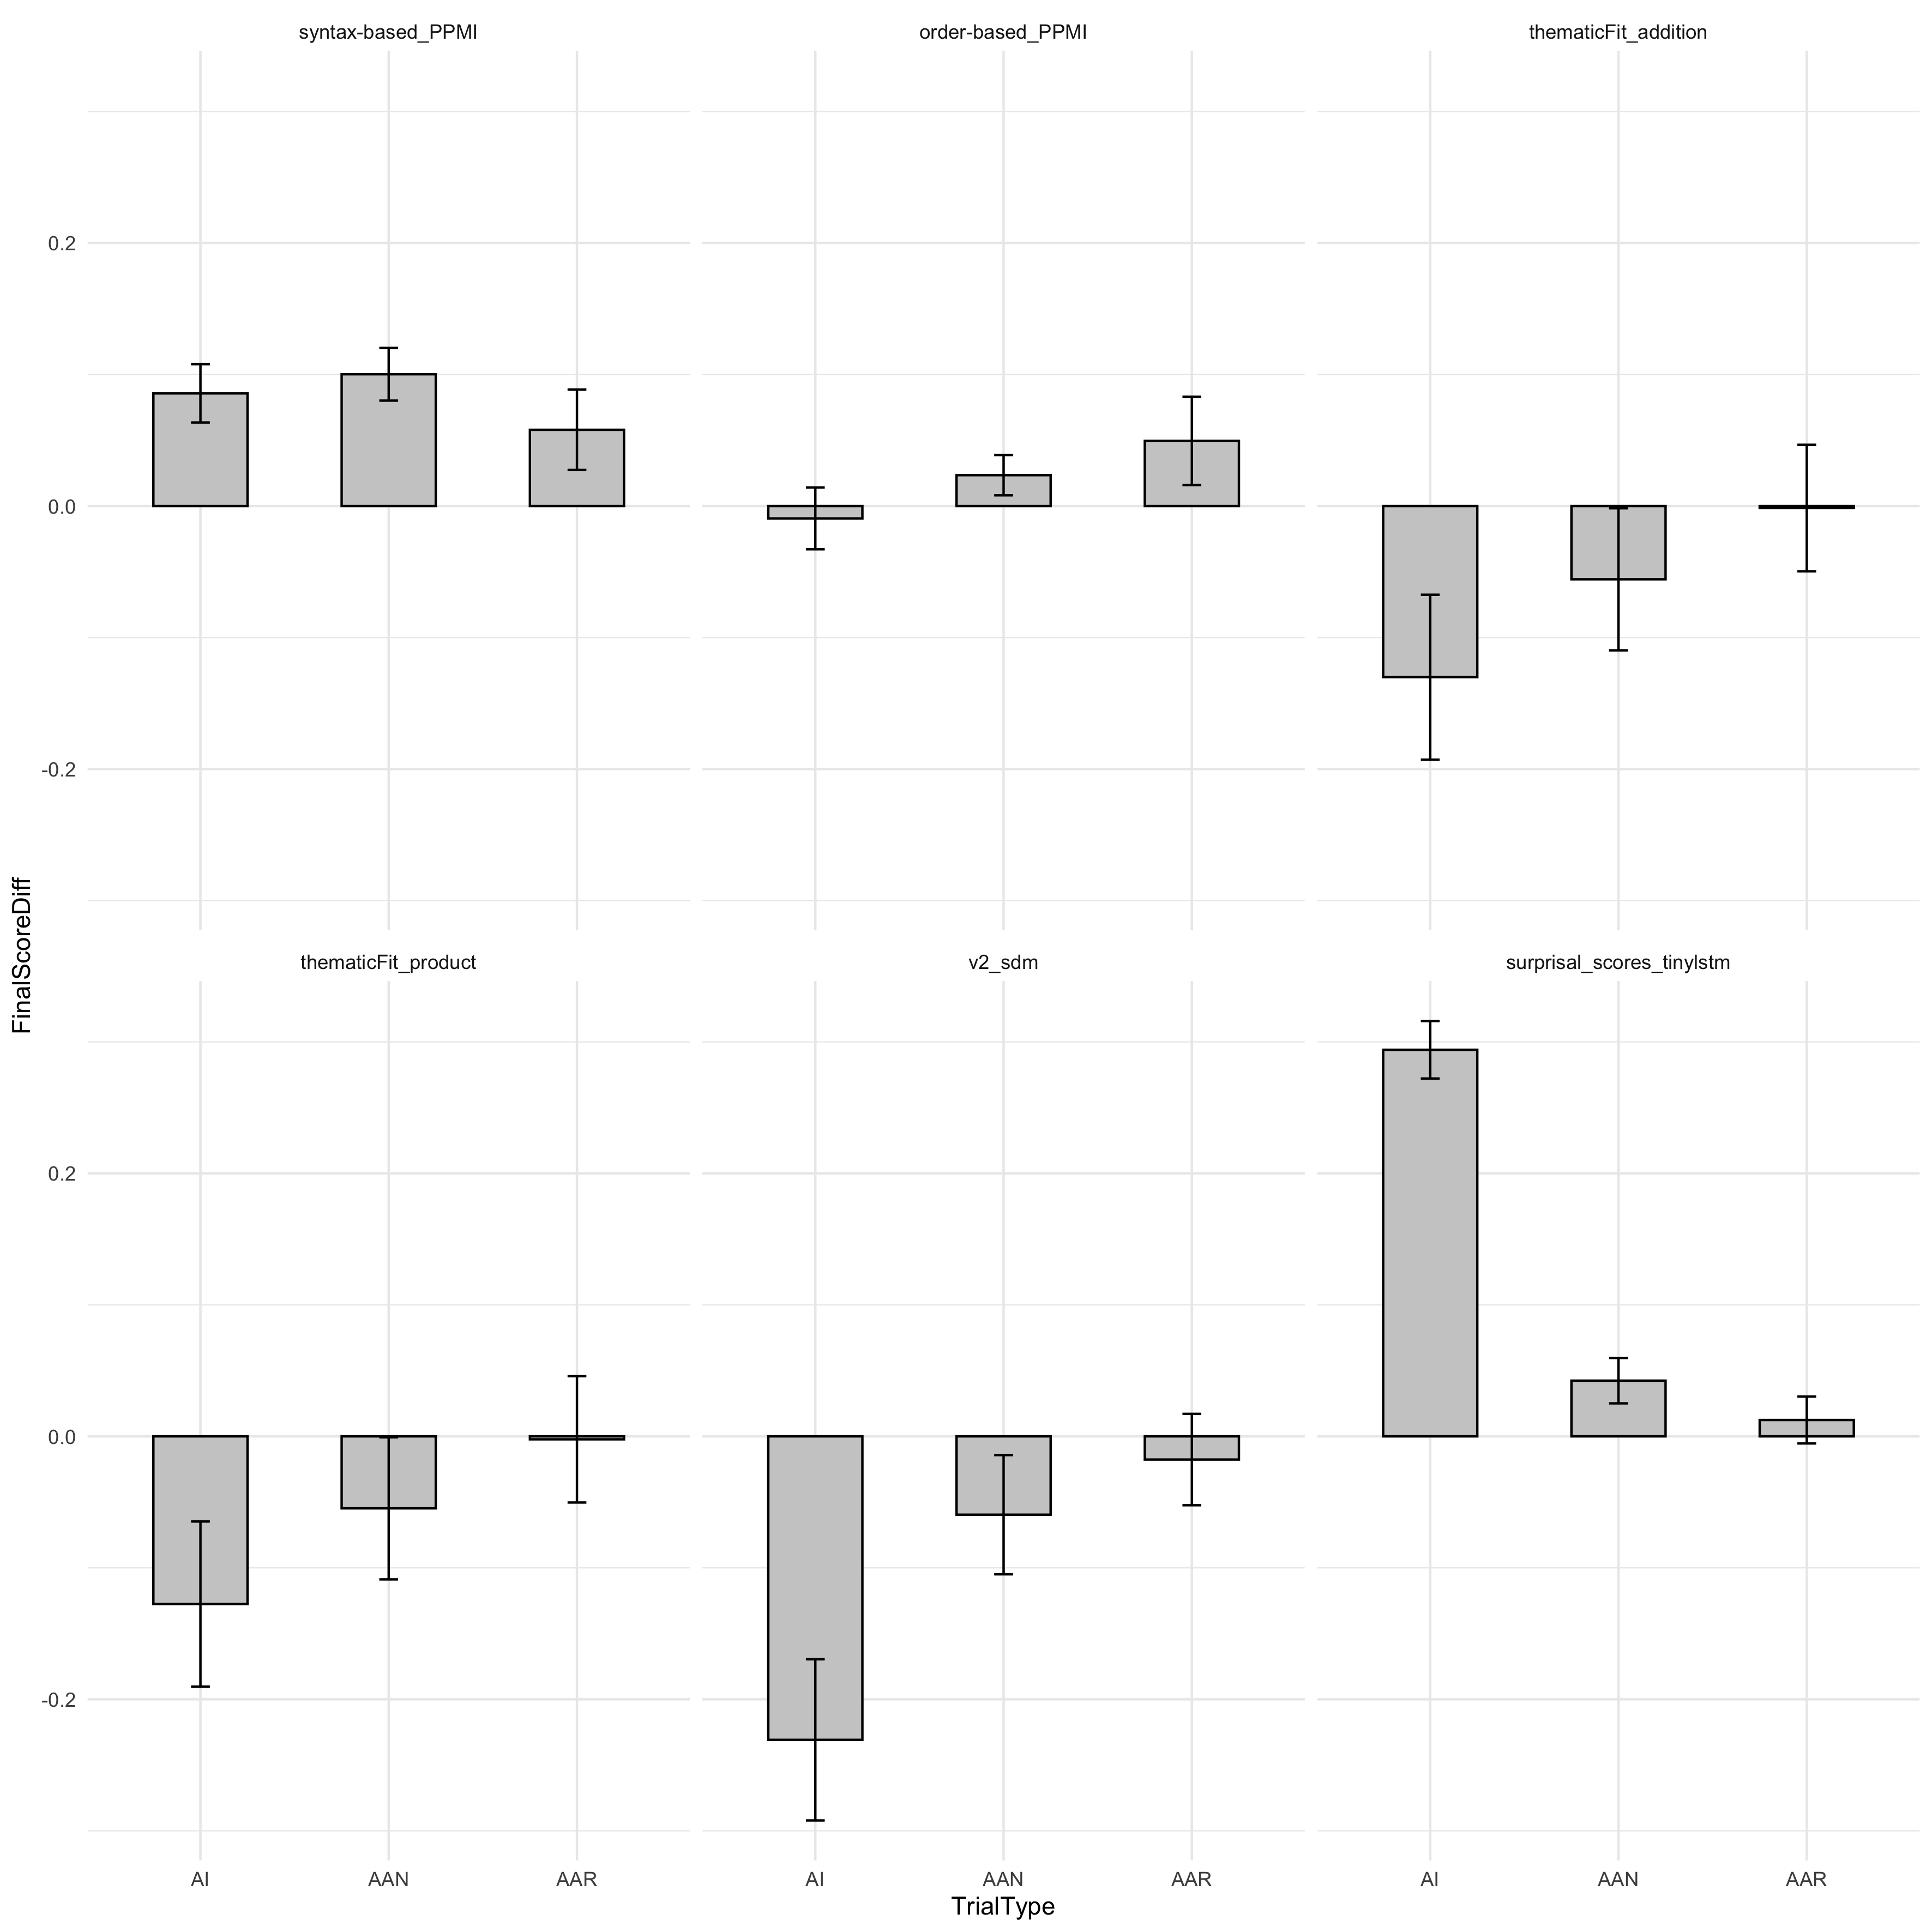 syntax-based_PPMI
order-based_PPMI
thematicFit_addition
0.2
0.0
-0.2
FinalScoreDiff
thematicFit_product
v2_sdm
surprisal_scores_tinylstm
0.2
0.0
-0.2
AI AAN AAR
AI AAN AAR
AI AAN AAR
TrialType